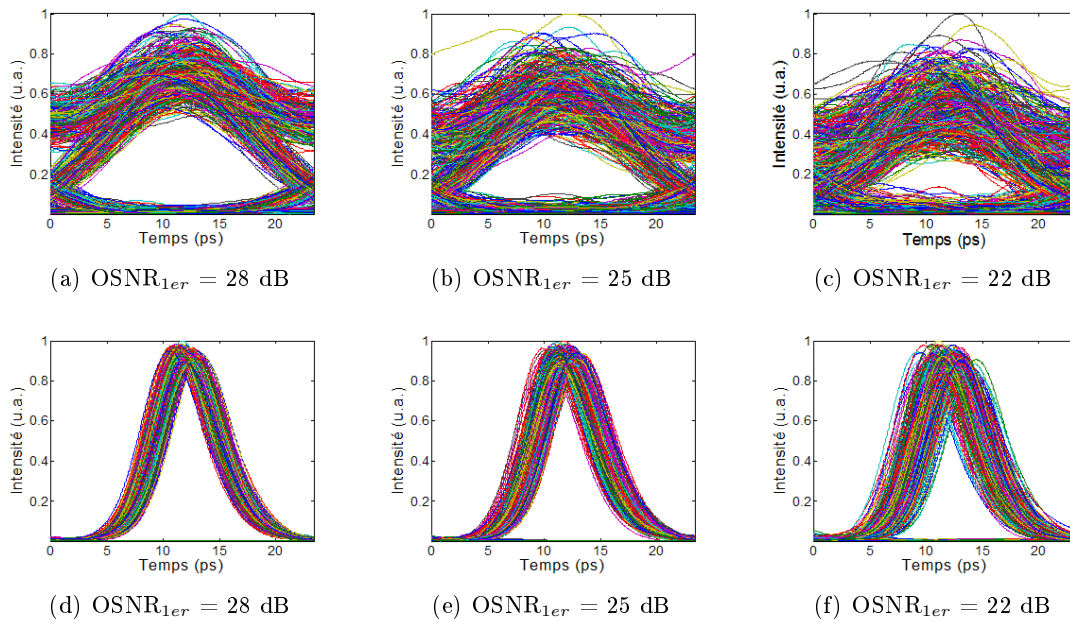 1
0.8
0.6
0.4
0.2
Intensité (u.a.)
0 5 10 15 20
Temps (ps)
(a) OSNR1er = 28 dB
1
0.8
0.6
0.4
0.2
Intensité (u.a.)
0 5 10 15 20
Temps (ps)
(b) OSNR1er = 25 dB
1
0.8
0.6
0.4
0.2
Intensité (u.a.)
0 5 10 15 20
Temps (ps)
(c) OSNR1er = 22 dB
1
0.8
0.6
0.4
0.2
Intensité (u.a.)
0 5 10 15 20
Temps (ps)
(d) OSNR1er = 28 dB
1
0.8
0.6
0.4
0.2
Intensité (u.a.)
0 5 10 15 20
Temps (ps)
(e) OSNR1er = 25 dB
1
0.8
0.6
0.4
0.2
Intensité (u.a.)
0 5 10 15 20
Temps (ps)
(f) OSNR1er = 22 dB